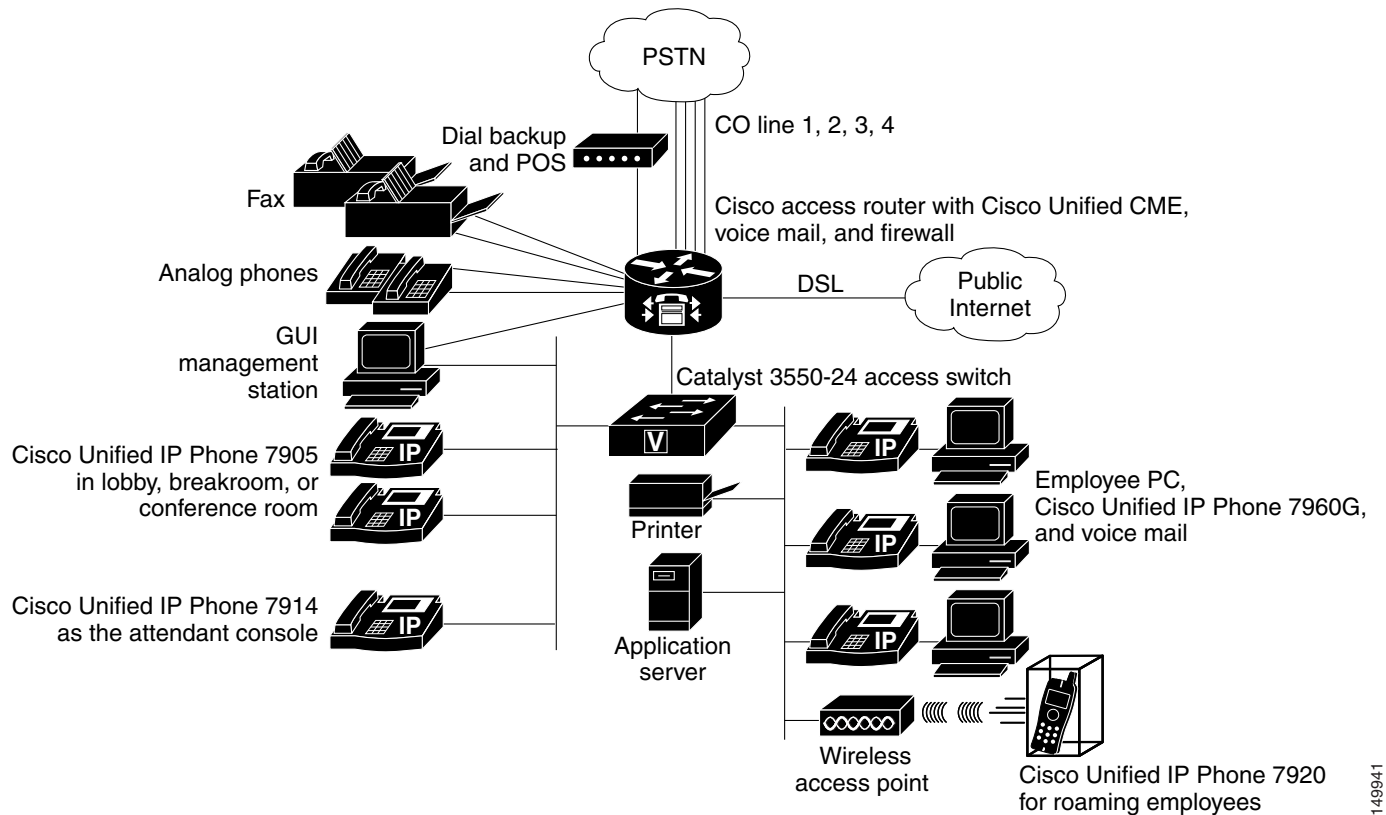 PSTN
CO line 1, 2, 3, 4
Dial backup
and POS
Fax
Cisco access router with Cisco Unified CME,
voice mail, and firewall
Analog phones
DSL
Public
Internet
GUI
management
station
Catalyst 3550-24 access switch
V
Cisco Unified IP Phone 7905
in lobby, breakroom, or
conference room
IP
IP
Printer
IP
IP
IP
Employee PC,
Cisco Unified IP Phone 7960G,
and voice mail
Cisco Unified IP Phone 7914
as the attendant console
IP
Application
server
Wireless
access point
Cisco Unified IP Phone 7920
for roaming employees
149941